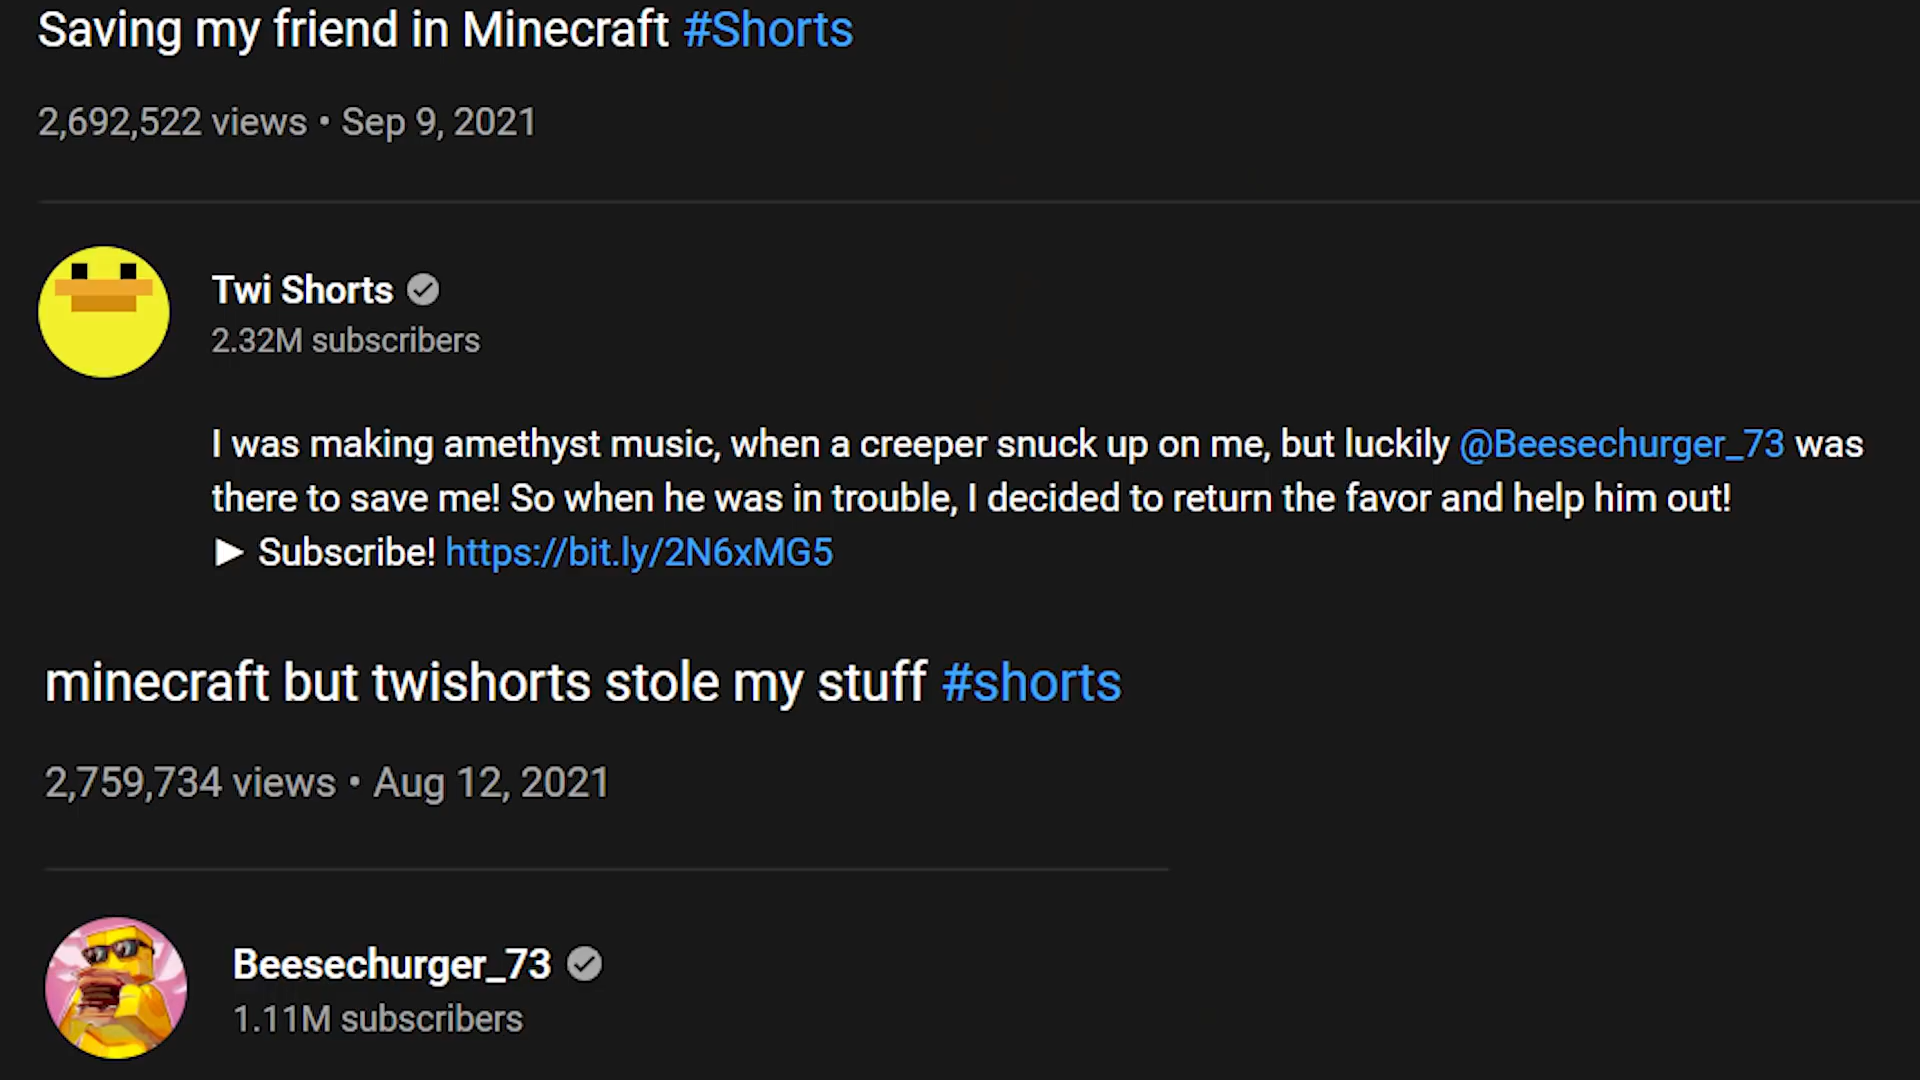 Saving my friend in Minecraft #Shorts
2,692,522 views • Sep 9, 2021
Twi Shorts
2.32M subscribers
I was making amethyst music, when a creeper snuck up on me, but luckily @Beesechurger_73 was
there to save me! So when he was in trouble, I decided to return the favor and help him out!
► Subscribe! https://bit.ly/2N6xMG5
minecraft but twishorts stole my stuff #shorts
2,759,734 views • Aug 12, 2021
Beesechurger_73
1.11M subscribers